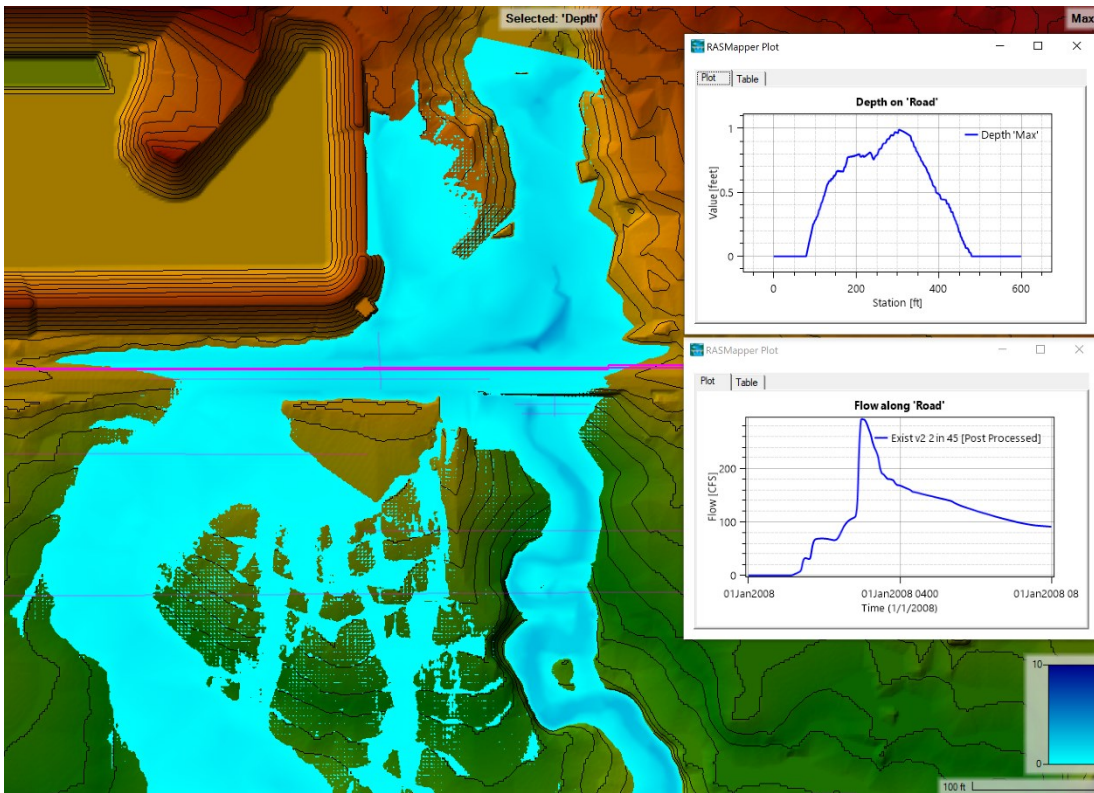 Selected: 'Depth'
Max
RASMapper Plot
Plot
Table
Depth on 'Road'
Depth 'Max'
Value [feet]
1
0.5
0
0
200
400
600
Station [ft]
RASMapper Plot
Plot
Table
Flow along 'Road'
Exist v2 2 in 45 [Post Processed]
Flow [CFS]
200
100
0
01Jan2008
01Jan2008 0400
01Jan2008 08
Time (1/1/2008)
10
0
100 ft